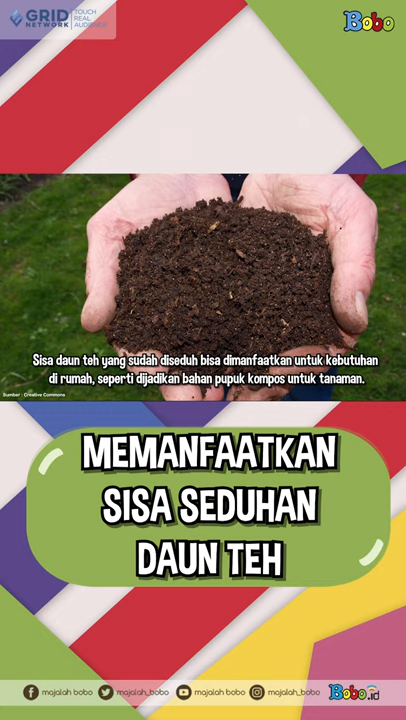 GRID NETWORK
TOUCH
REAL
AUDIENCE
Bobo
Sisa daun teh yang sudah diseduh bisa dimanfaatkan untuk kebutuhan
di rumah, seperti dijadikan bahan pupuk kompos untuk tanaman.
Sumber : Creative Commons
MEMANFAATKAN
SISA SEDUHAN
DAUN TEH
majalah bobo majalah_bobo majalah bobo majalah_bobo Bobo.id